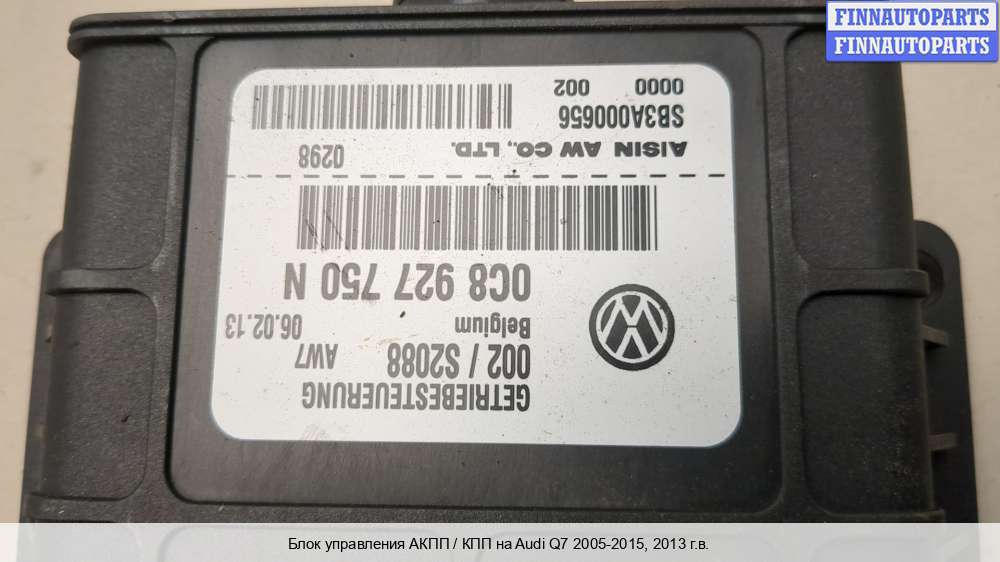 FINNAUTOPARTS
FINNAUTOPARTS
GETRIEBESTEUERUNG
002 / S2088 AW7
Belgium 06.02.13
0C8 927 750 N
AISIN AW CO., LTD. 0298
SB3A000656
0000 002
Блок управления АКПП / КПП на Audi Q7 2005-2015, 2013 г.в.